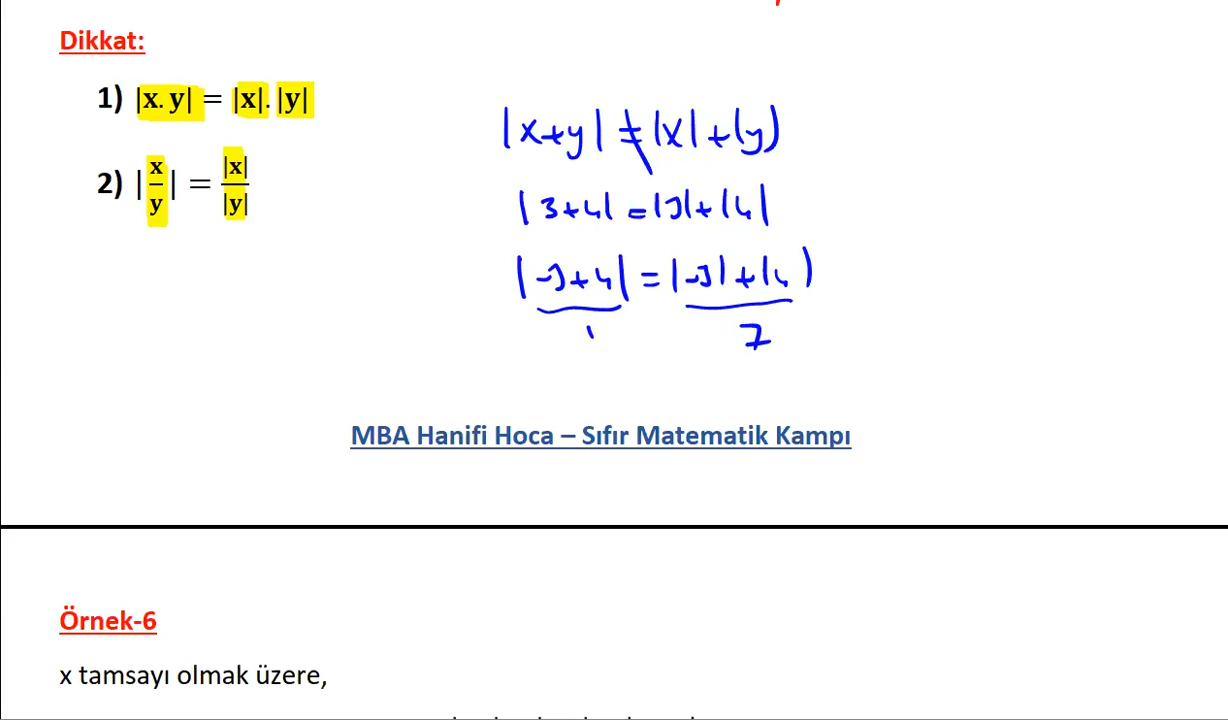 Dikkat:
1) |x. y| = |x|. |y|
2) |x/y| = |x|/|y|
|x+y| ≠ |x|+|y|
|3+4| = |3|+|4|
|-3+4| = |-3|+|4|
1 7
MBA Hanifi Hoca – Sıfır Matematik Kampı
Örnek-6
x tamsayı olmak üzere,